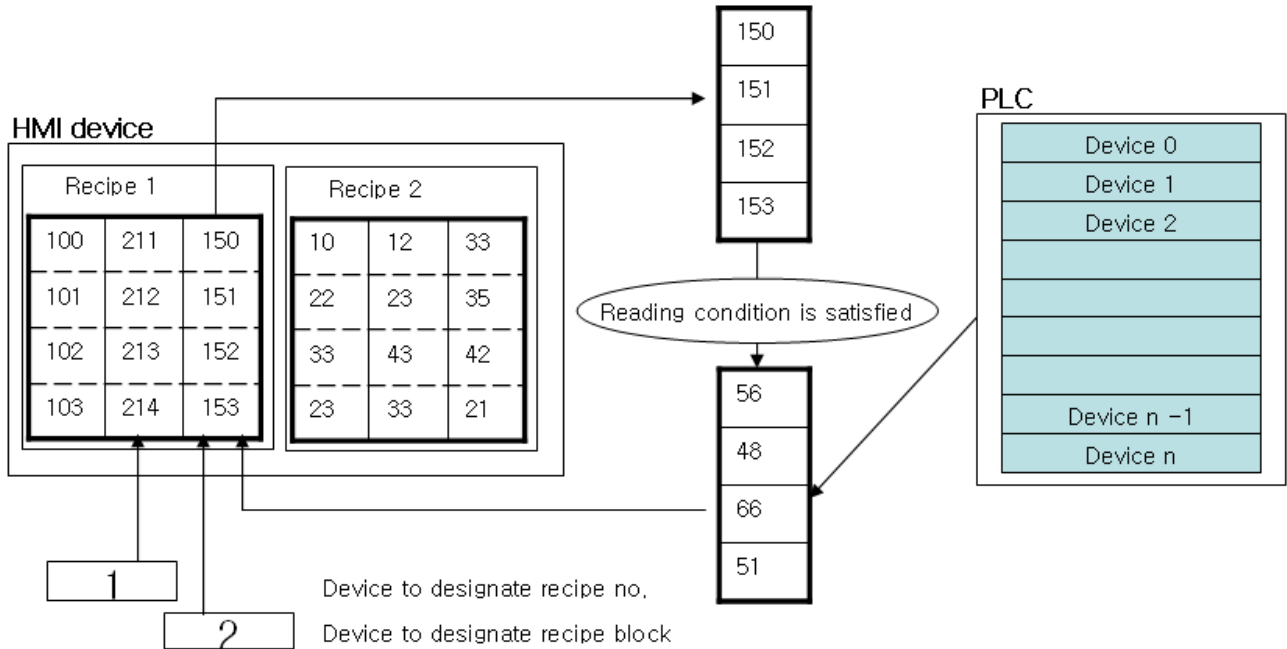 150
151
152
153
PLC
HMI device
Device 0
Device 1
Device 2
Device n -1
Device n
Recipe 1
Recipe 2
100 211 150
101 212 151
102 213 152
103 214 153
10 12 33
22 23 35
33 43 42
23 33 21
Reading condition is satisfied
56
48
66
51
1
Device to designate recipe no,
2
Device to designate recipe block